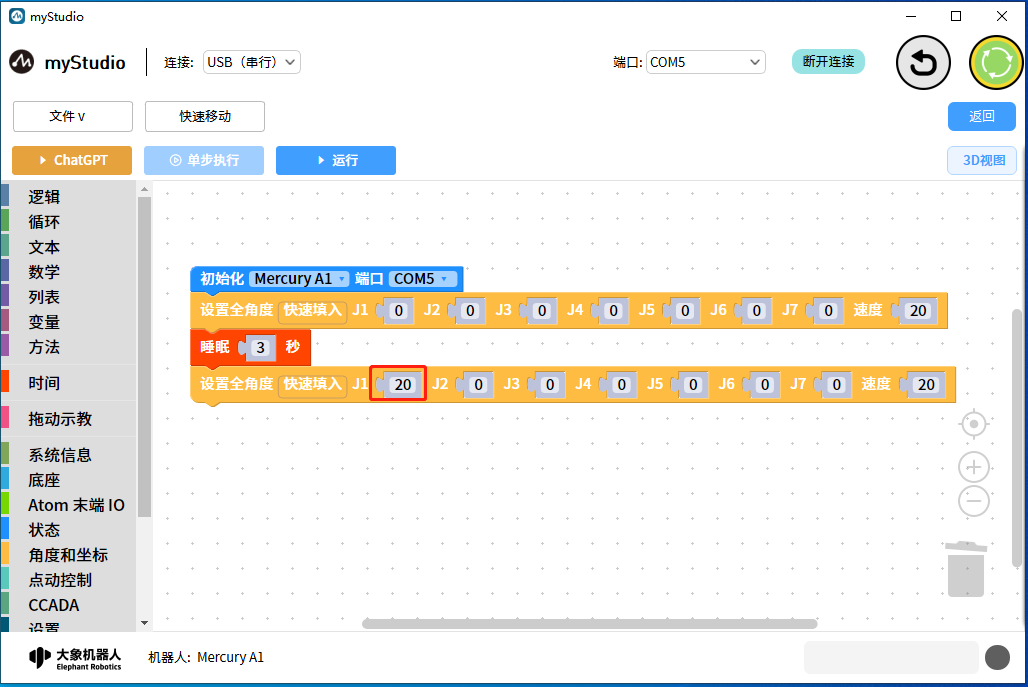 myStudio
myStudio
连接: USB（串行）
端口: COM5
断开连接
文件 ∨
快速移动
返回
ChatGPT
单步执行
运行
3D视图
逻辑
循环
文本
数学
列表
变量
方法
时间
拖动示教
系统信息
底座
Atom 末端 IO
状态
角度和坐标
点动控制
CCADA
设置
初始化 Mercury A1 端口 COM5
设置全角度 快速填入 J1 0 J2 0 J3 0 J4 0 J5 0 J6 0 J7 0 速度 20
睡眠 3 秒
设置全角度 快速填入 J1 20 J2 0 J3 0 J4 0 J5 0 J6 0 J7 0 速度 20
大象机器人
Elephant Robotics
机器人: Mercury A1